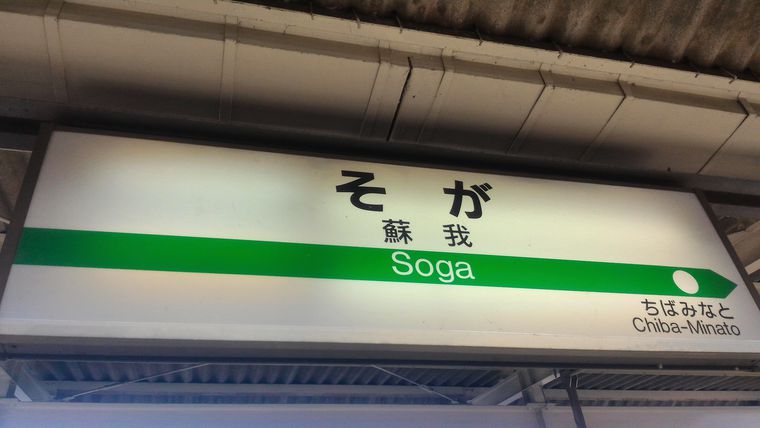 そが
蘇我
Soga
ちばみなと
Chiba-Minato